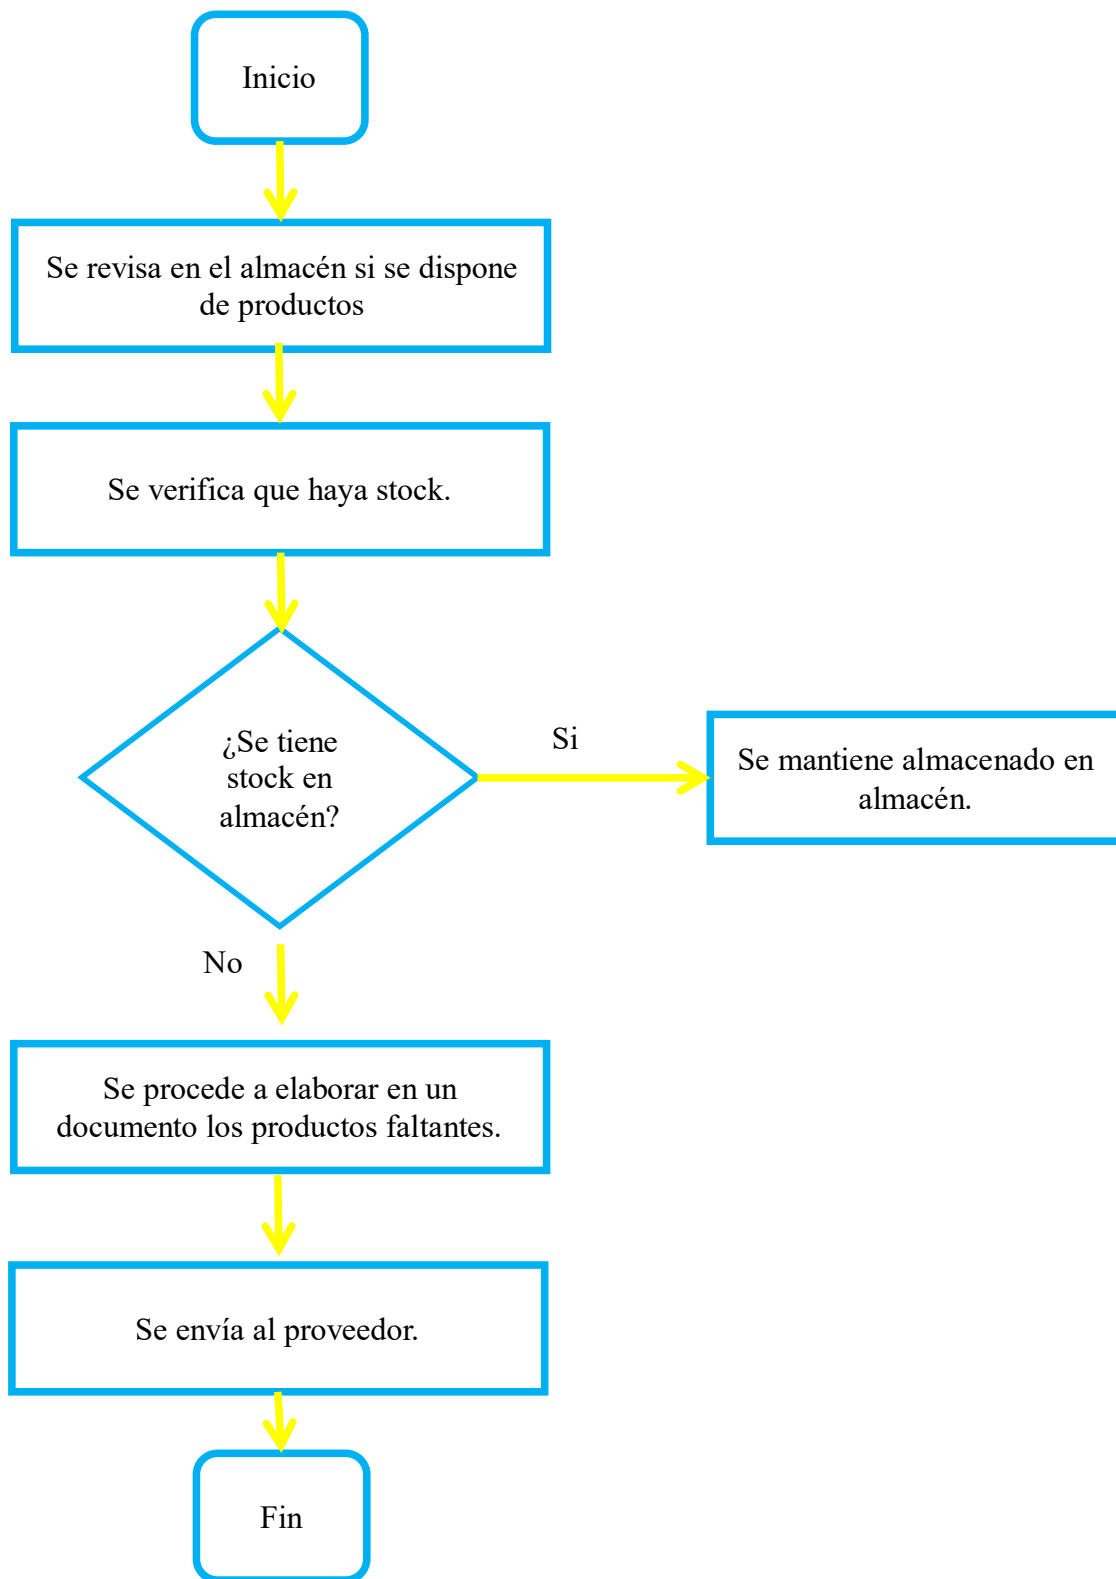 Inicio
Se revisa en el almacén si se dispone
de productos
Se verifica que haya stock.
¿Se tiene
stock en
almacén?
Si
Se mantiene almacenado en
almacén.
No
Se procede a elaborar en un
documento los productos faltantes.
Se envía al proveedor.
Fin